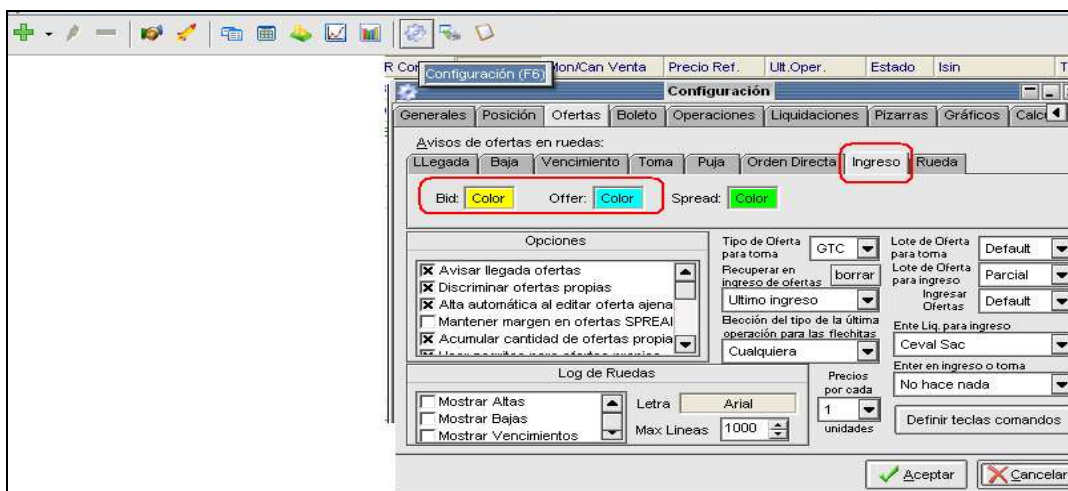 R Co
Mon/Can Venta
Precio Ref.
Ult.Oper.
Estado
Isin
T
Configuración (F6)
Configuración
Generales
Posición
Ofertas
Boleto
Operaciones
Liquidaciones
Pizarras
Gráficos
Calc
Avisos de ofertas en ruedas:
LLegada
Baja
Vencimiento
Toma
Puja
Orden Directa
Ingreso
Rueda
Bid: Color
Offer: Color
Spread: Color
Opciones
Avisar llegada ofertas
Discriminar ofertas propias
Alta automática al editar oferta ajena
Mantener margen en ofertas SPREAI
Acumular cantidad de ofertas propia
Tipo de Oferta
para toma
GTC
Recuperar en
ingreso de ofertas
borrar
Ultimo ingreso
Elección del tipo de la última
operación para las flechitas
Cualquiera
Lote de Oferta
para toma
Default
Lote de Oferta
para ingreso
Parcial
Ingresar
Ofertas
Default
Ente Liq. para ingreso
Ceval Sac
Enter en ingreso o toma
No hace nada
Log de Ruedas
Mostrar Altas
Mostrar Bajas
Mostrar Vencimientos
Letra
Arial
Max Lineas
1000
Precios
por cada
1
unidades
Definir teclas comandos
Aceptar
Cancelar